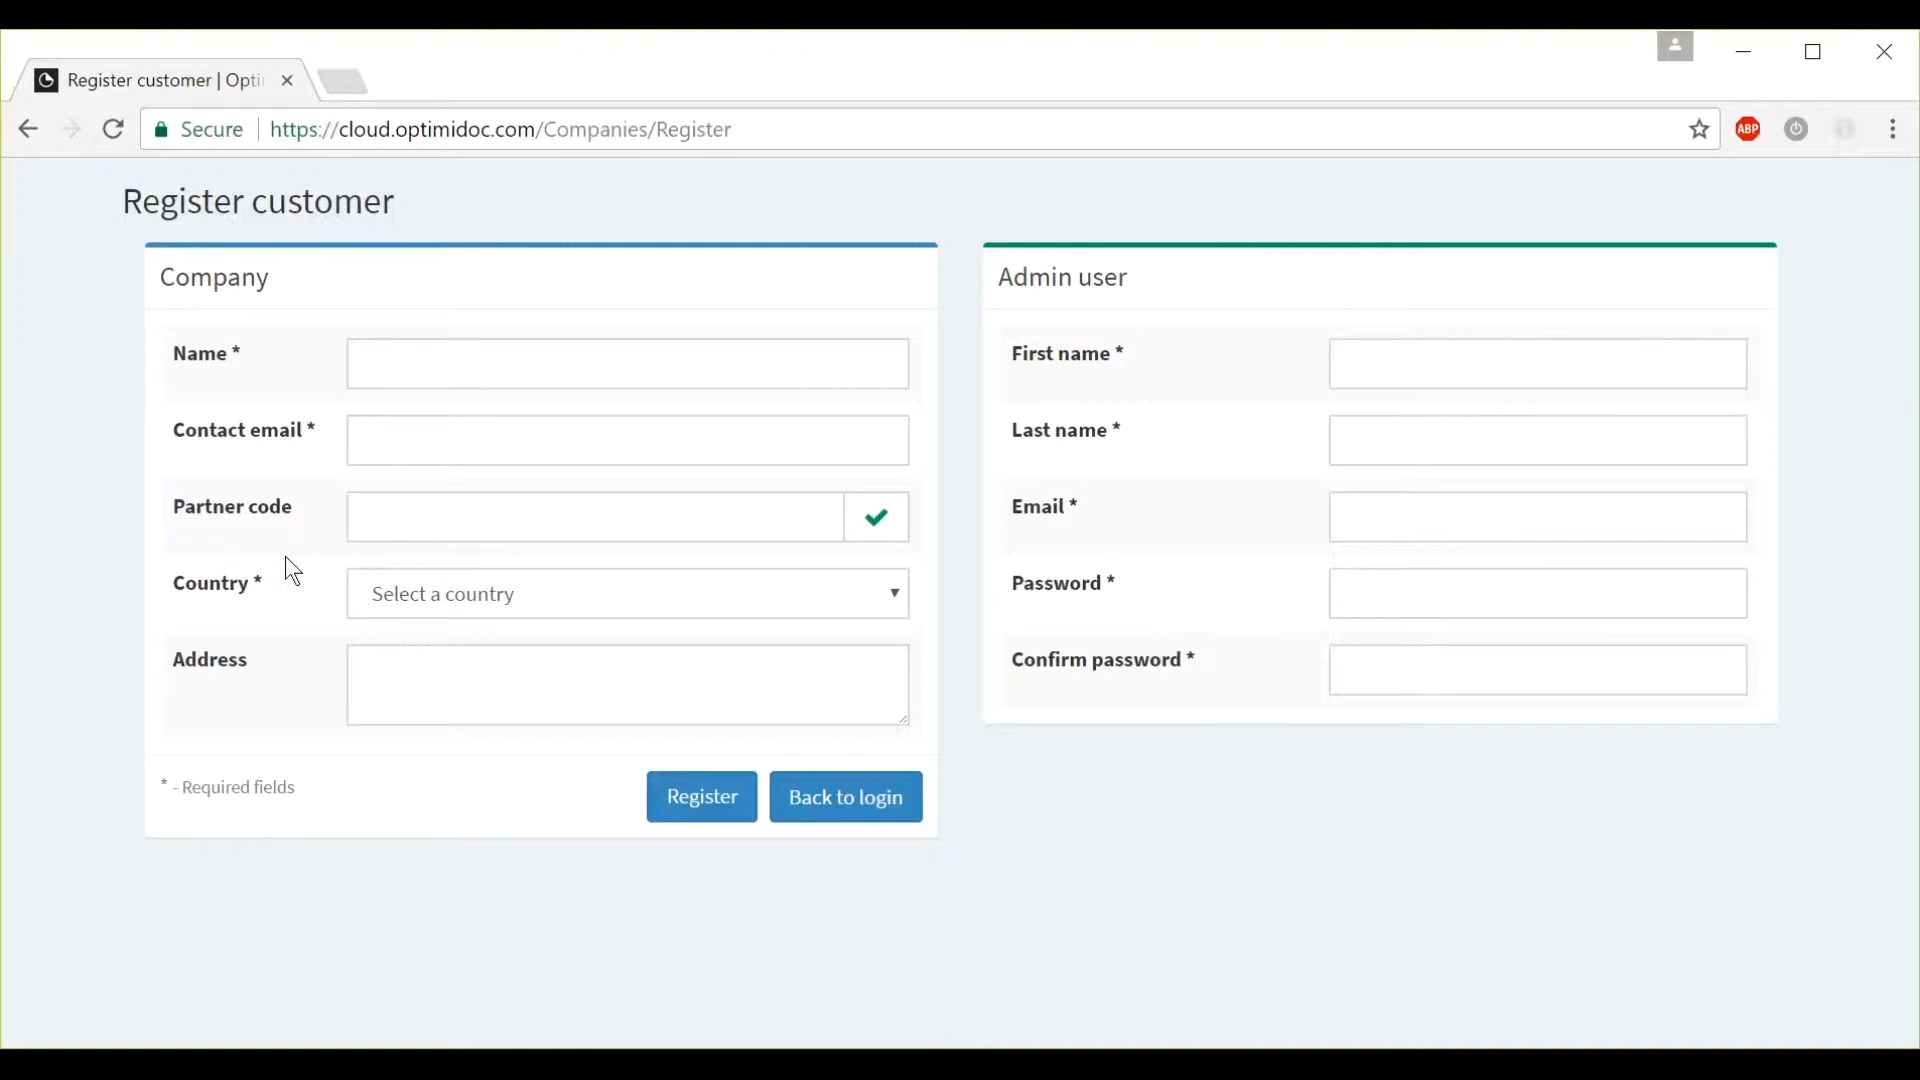 Register customer | Opti
Secure https://cloud.optimidoc.com/Companies/Register
ABP
Register customer
Company
Name *
Contact email *
Partner code
Country * Select a country
Address
* - Required fields Register Back to login
Admin user
First name *
Last name *
Email *
Password *
Confirm password *